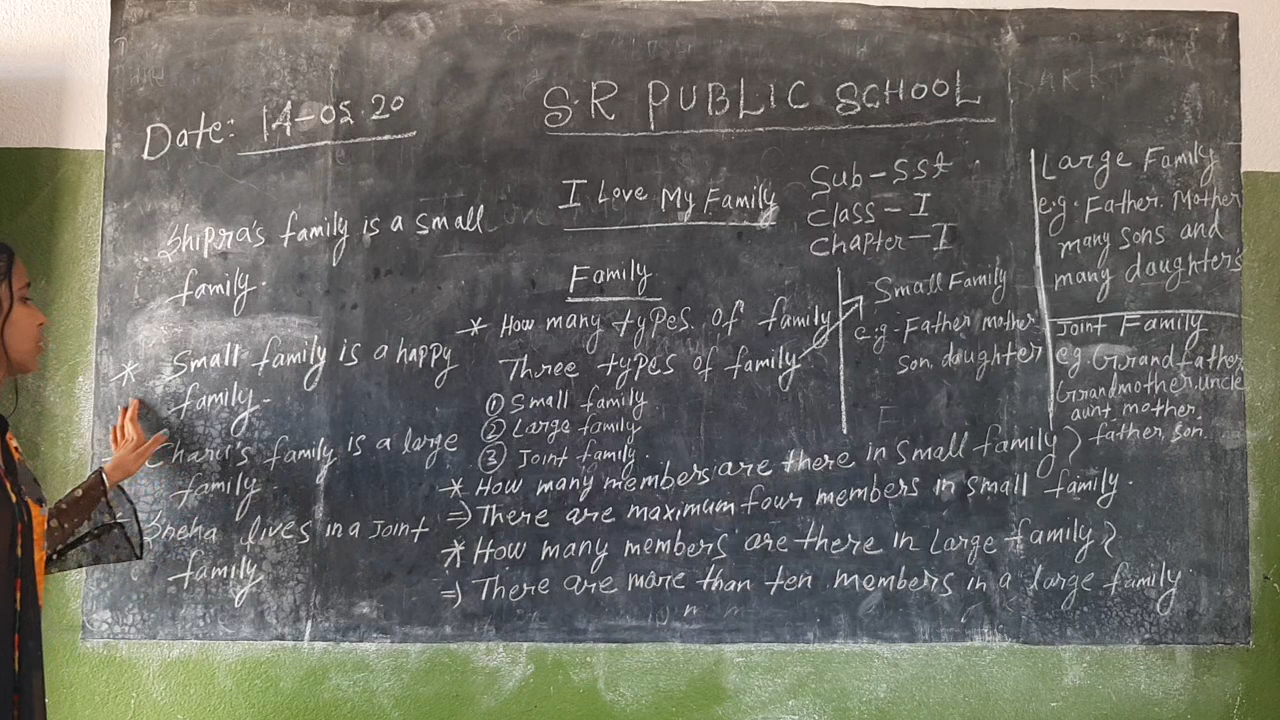 S.R PUBLIC SCHOOL
Date: 14-05.20
I Love My Family
Sub-SSt
Class-I
Chapter-I
Shipra's family is a small
family.
* Small family is a happy
family.
Charu's family is a large
family.
Sneha lives in a Joint
family
Family
* How many types of family
Three types of family
① Small family
② Large family
③ Joint family.
* How many members are there in small family?
=> There are maximum four members in small family.
* How many members are there in Large family?
=> There are more than ten members in a large family.
Small Family
e.g. Father mother
son, daughter
Large Family
e.g. Father. Mother
many sons and
many daughters
Joint Family
eg. Grandfather
Grandmother, uncle
aunt, mother,
father, son.